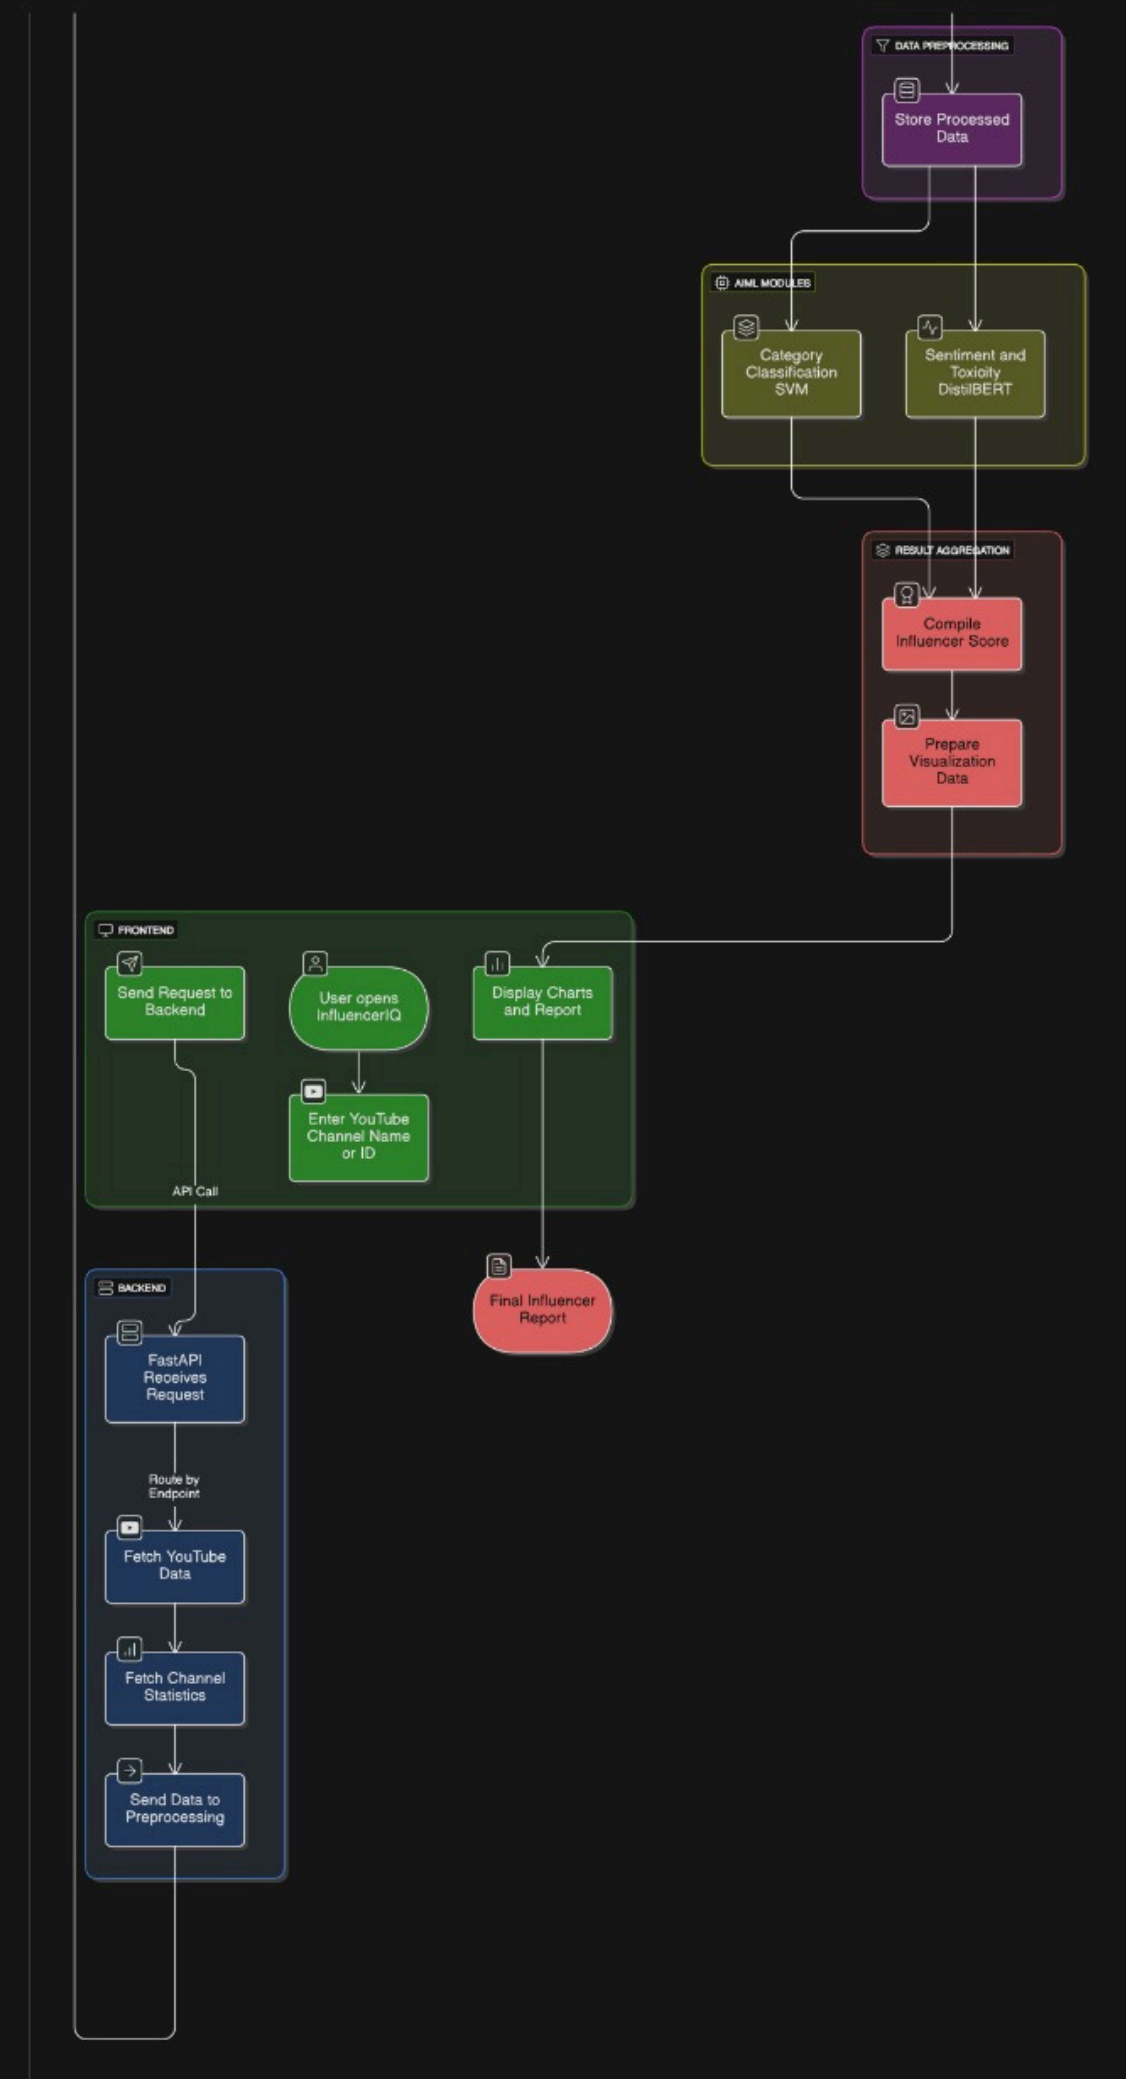 DATA PREPROCESSING
Store Processed
Data
AIML MODULES
Category
Classification
SVM
Sentiment and
Toxicity
DistilBERT
RESULT AGGREGATION
Compile
Influencer Score
Prepare
Visualization
Data
FRONTEND
Send Request to
Backend
User opens
InfluencerIQ
Display Charts
and Report
Enter YouTube
Channel Name
or ID
API Call
BACKEND
Final Influencer
Report
FastAPI
Receives
Request
Route by
Endpoint
Fetch YouTube
Data
Fetch Channel
Statistics
Send Data to
Preprocessing